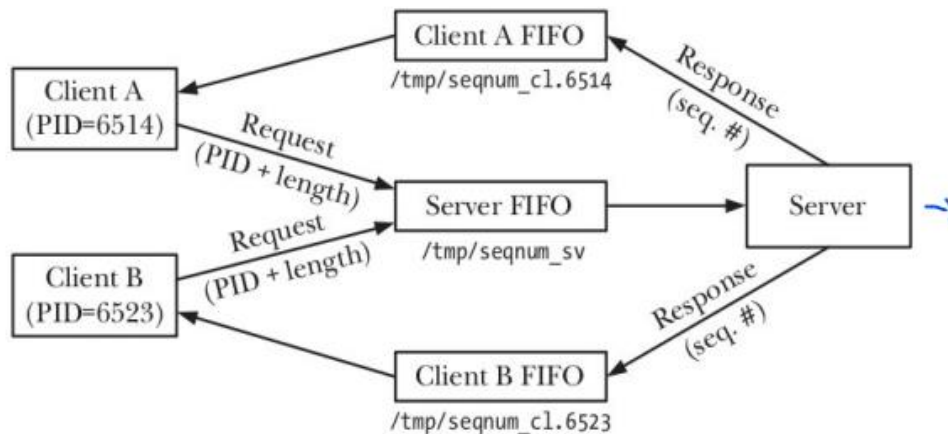 Client A FIFO
/tmp/seqnum_cl.6514
Client A
(PID=6514)
Request
(PID + length)
Response
(seq. #)
Server FIFO
/tmp/seqnum_sv
Server
Client B
(PID=6523)
Request
(PID + length)
Response
(seq. #)
Client B FIFO
/tmp/seqnum_cl.6523